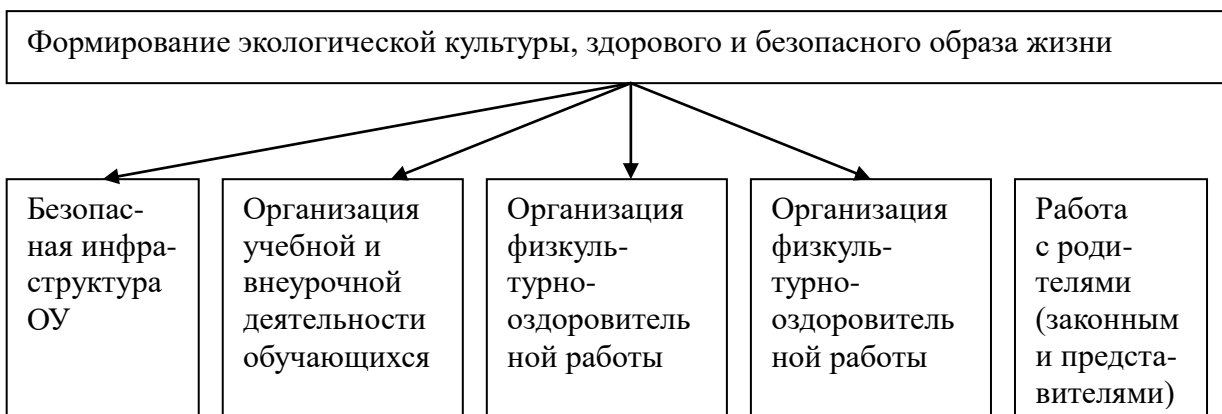 Формирование экологической культуры, здорового и безопасного образа жизни
Безопас-
ная инфра-
структура
ОУ
Организация
учебной и
внеурочной
деятельности
обучающихся
Организация
физкуль-
турно-
оздоровитель
ной работы
Организация
физкуль-
турно-
оздоровитель
ной работы
Работа
с роди-
телями
(законным
и предста-
вителями)